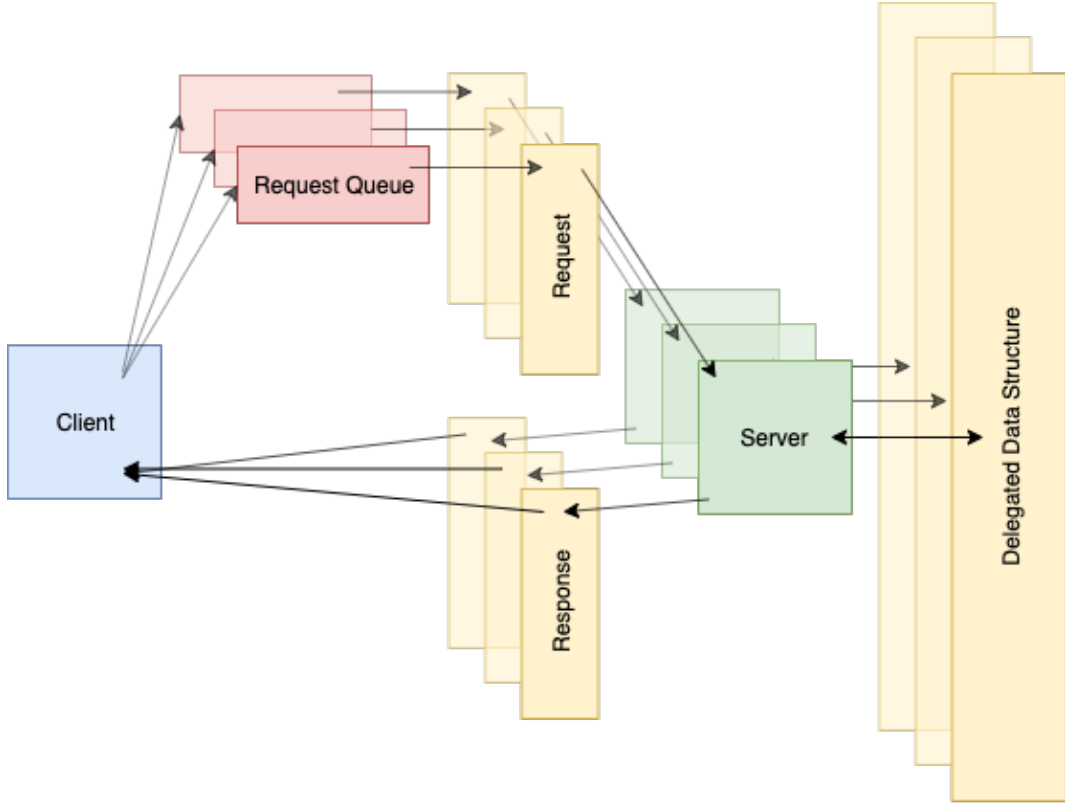 Request Queue
Request
Client
Server
Delegated Data Structure
Response